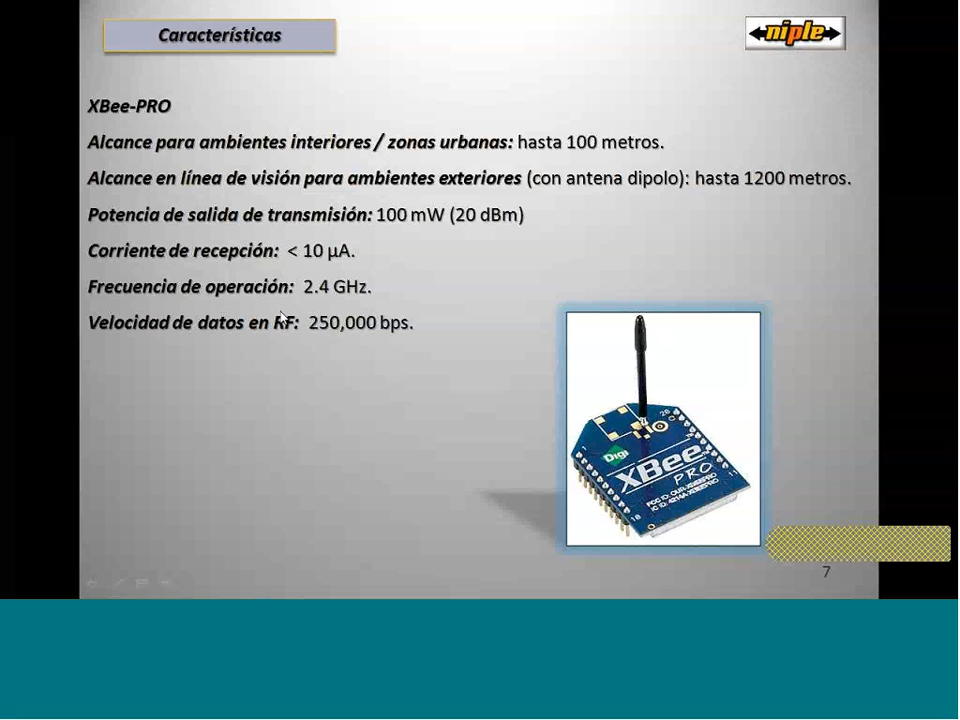 Características
niple
XBee-PRO
Alcance para ambientes interiores / zonas urbanas: hasta 100 metros.
Alcance en línea de visión para ambientes exteriores (con antena dipolo): hasta 1200 metros.
Potencia de salida de transmisión: 100 mW (20 dBm)
Corriente de recepción: < 10 µA.
Frecuencia de operación: 2.4 GHz.
Velocidad de datos en RF: 250,000 bps.
Digi
XBee
PRO
7